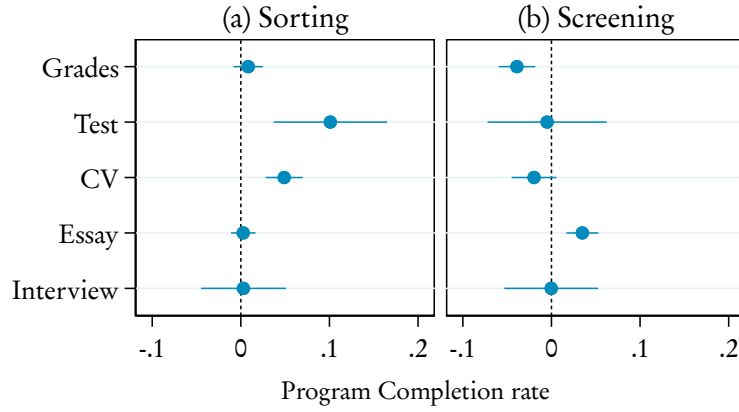 (a) Sorting
(b) Screening
Grades
Test
CV
Essay
Interview
-.1 0 .1 .2
-.1 0 .1 .2
Program Completion rate